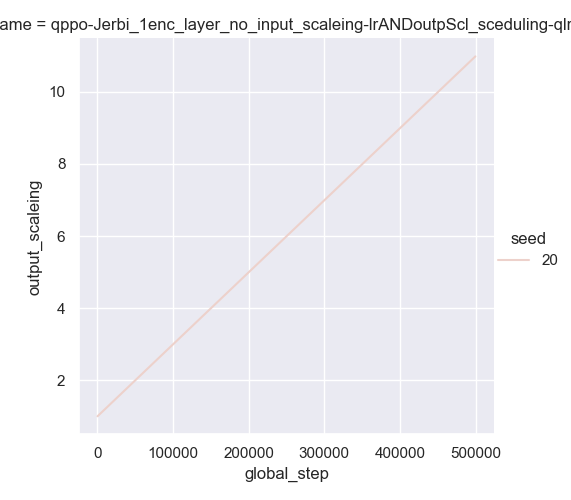 ame = qppo-Jerbi_1enc_layer_no_input_scaleing-lrANDoutpScl_sceduling-qlr
10
8
6
4
2
output_scaleing
0 100000 200000 300000 400000 500000
global_step
seed
20